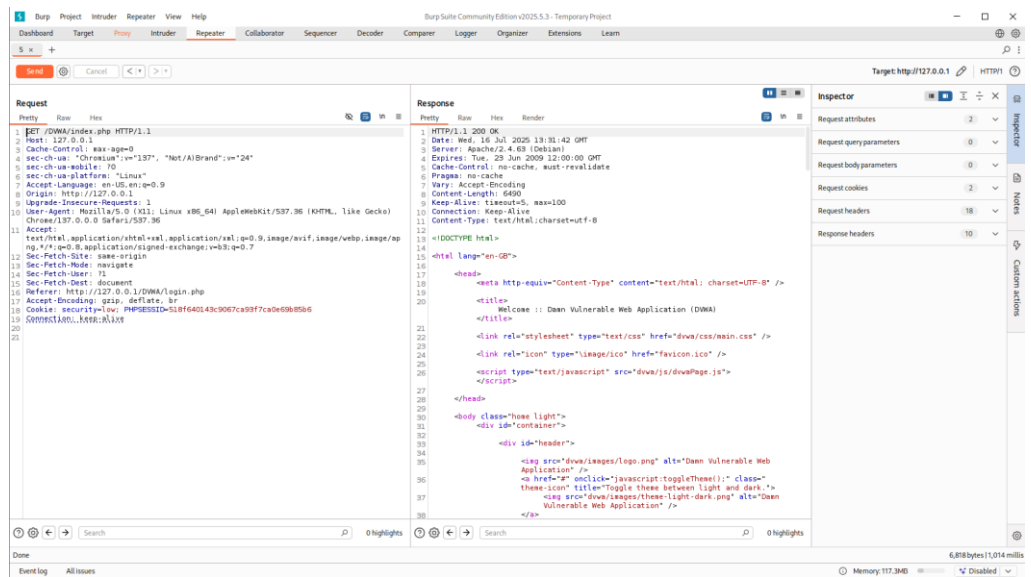 Burp Project Intruder Repeater View Help
Burp Suite Community Edition v2025.5.3 - Temporary Project
Dashboard Target Proxy Intruder Repeater Collaborator Sequencer Decoder Comparer Logger Organizer Extensions Learn
5 × +
Send Cancel < > Target: http://127.0.0.1 HTTP/1
Request
Pretty Raw Hex
1 GET /DVWA/index.php HTTP/1.1
2 Host: 127.0.0.1
3 Cache-Control: max-age=0
4 sec-ch-ua: "Chromium";v="137", "Not/A)Brand";v="24"
5 sec-ch-ua-mobile: ?0
6 sec-ch-ua-platform: "Linux"
7 Accept-Language: en-US,en;q=0.9
8 Origin: http://127.0.0.1
9 Upgrade-Insecure-Requests: 1
10 User-Agent: Mozilla/5.0 (X11; Linux x86_64) AppleWebKit/537.36 (KHTML, like Gecko)
Chrome/137.0.0.0 Safari/537.36
11 Accept:
text/html,application/xhtml+xml,application/xml;q=0.9,image/avif,image/webp,image/ap
ng,*/*;q=0.8,application/signed-exchange;v=b3;q=0.7
12 Sec-Fetch-Site: same-origin
13 Sec-Fetch-Mode: navigate
14 Sec-Fetch-User: ?1
15 Sec-Fetch-Dest: document
16 Referer: http://127.0.0.1/DVWA/login.php
17 Accept-Encoding: gzip, deflate, br
18 Cookie: security=low; PHPSESSID=518f640143c9067ca93f7ca0e69b85b6
19 Connection: keep-alive
20
21
Search 0 highlights
Response
Pretty Raw Hex Render
1 HTTP/1.1 200 OK
2 Date: Wed, 16 Jul 2025 13:31:42 GMT
3 Server: Apache/2.4.63 (Debian)
4 Expires: Tue, 23 Jun 2009 12:00:00 GMT
5 Cache-Control: no-cache, must-revalidate
6 Pragma: no-cache
7 Vary: Accept-Encoding
8 Content-Length: 6490
9 Keep-Alive: timeout=5, max=100
10 Connection: Keep-Alive
11 Content-Type: text/html;charset=utf-8
12
13 <!DOCTYPE html>
14
15 <html lang="en-GB">
16
17 <head>
18 <meta http-equiv="Content-Type" content="text/html; charset=UTF-8" />
19
20 <title>
Welcome :: Damn Vulnerable Web Application (DVWA)
</title>
21
22 <link rel="stylesheet" type="text/css" href="dvwa/css/main.css" />
23
24 <link rel="icon" type="\image/ico" href="favicon.ico" />
25
26 <script type="text/javascript" src="dvwa/js/dvwaPage.js">
</script>
27
28 </head>
29
30 <body class="home light">
31 <div id="container">
32
33 <div id="header">
34
35 <img src="dvwa/images/logo.png" alt="Damn Vulnerable Web
Application" />
36 <a href="#" onclick="javascript:toggleTheme();" class="
theme-icon" title="Toggle theme between light and dark.">
37 <img src="dvwa/images/theme-light-dark.png" alt="Damn
Vulnerable Web Application" />
38 </a>
Search 0 highlights
Inspector
Request attributes 2
Request query parameters 0
Request body parameters 0
Request cookies 2
Request headers 18
Response headers 10
Inspector
Notes
Custom actions
Done
6,818 bytes | 1,014 millis
Event log All issues
Memory: 117.3MB
Disabled